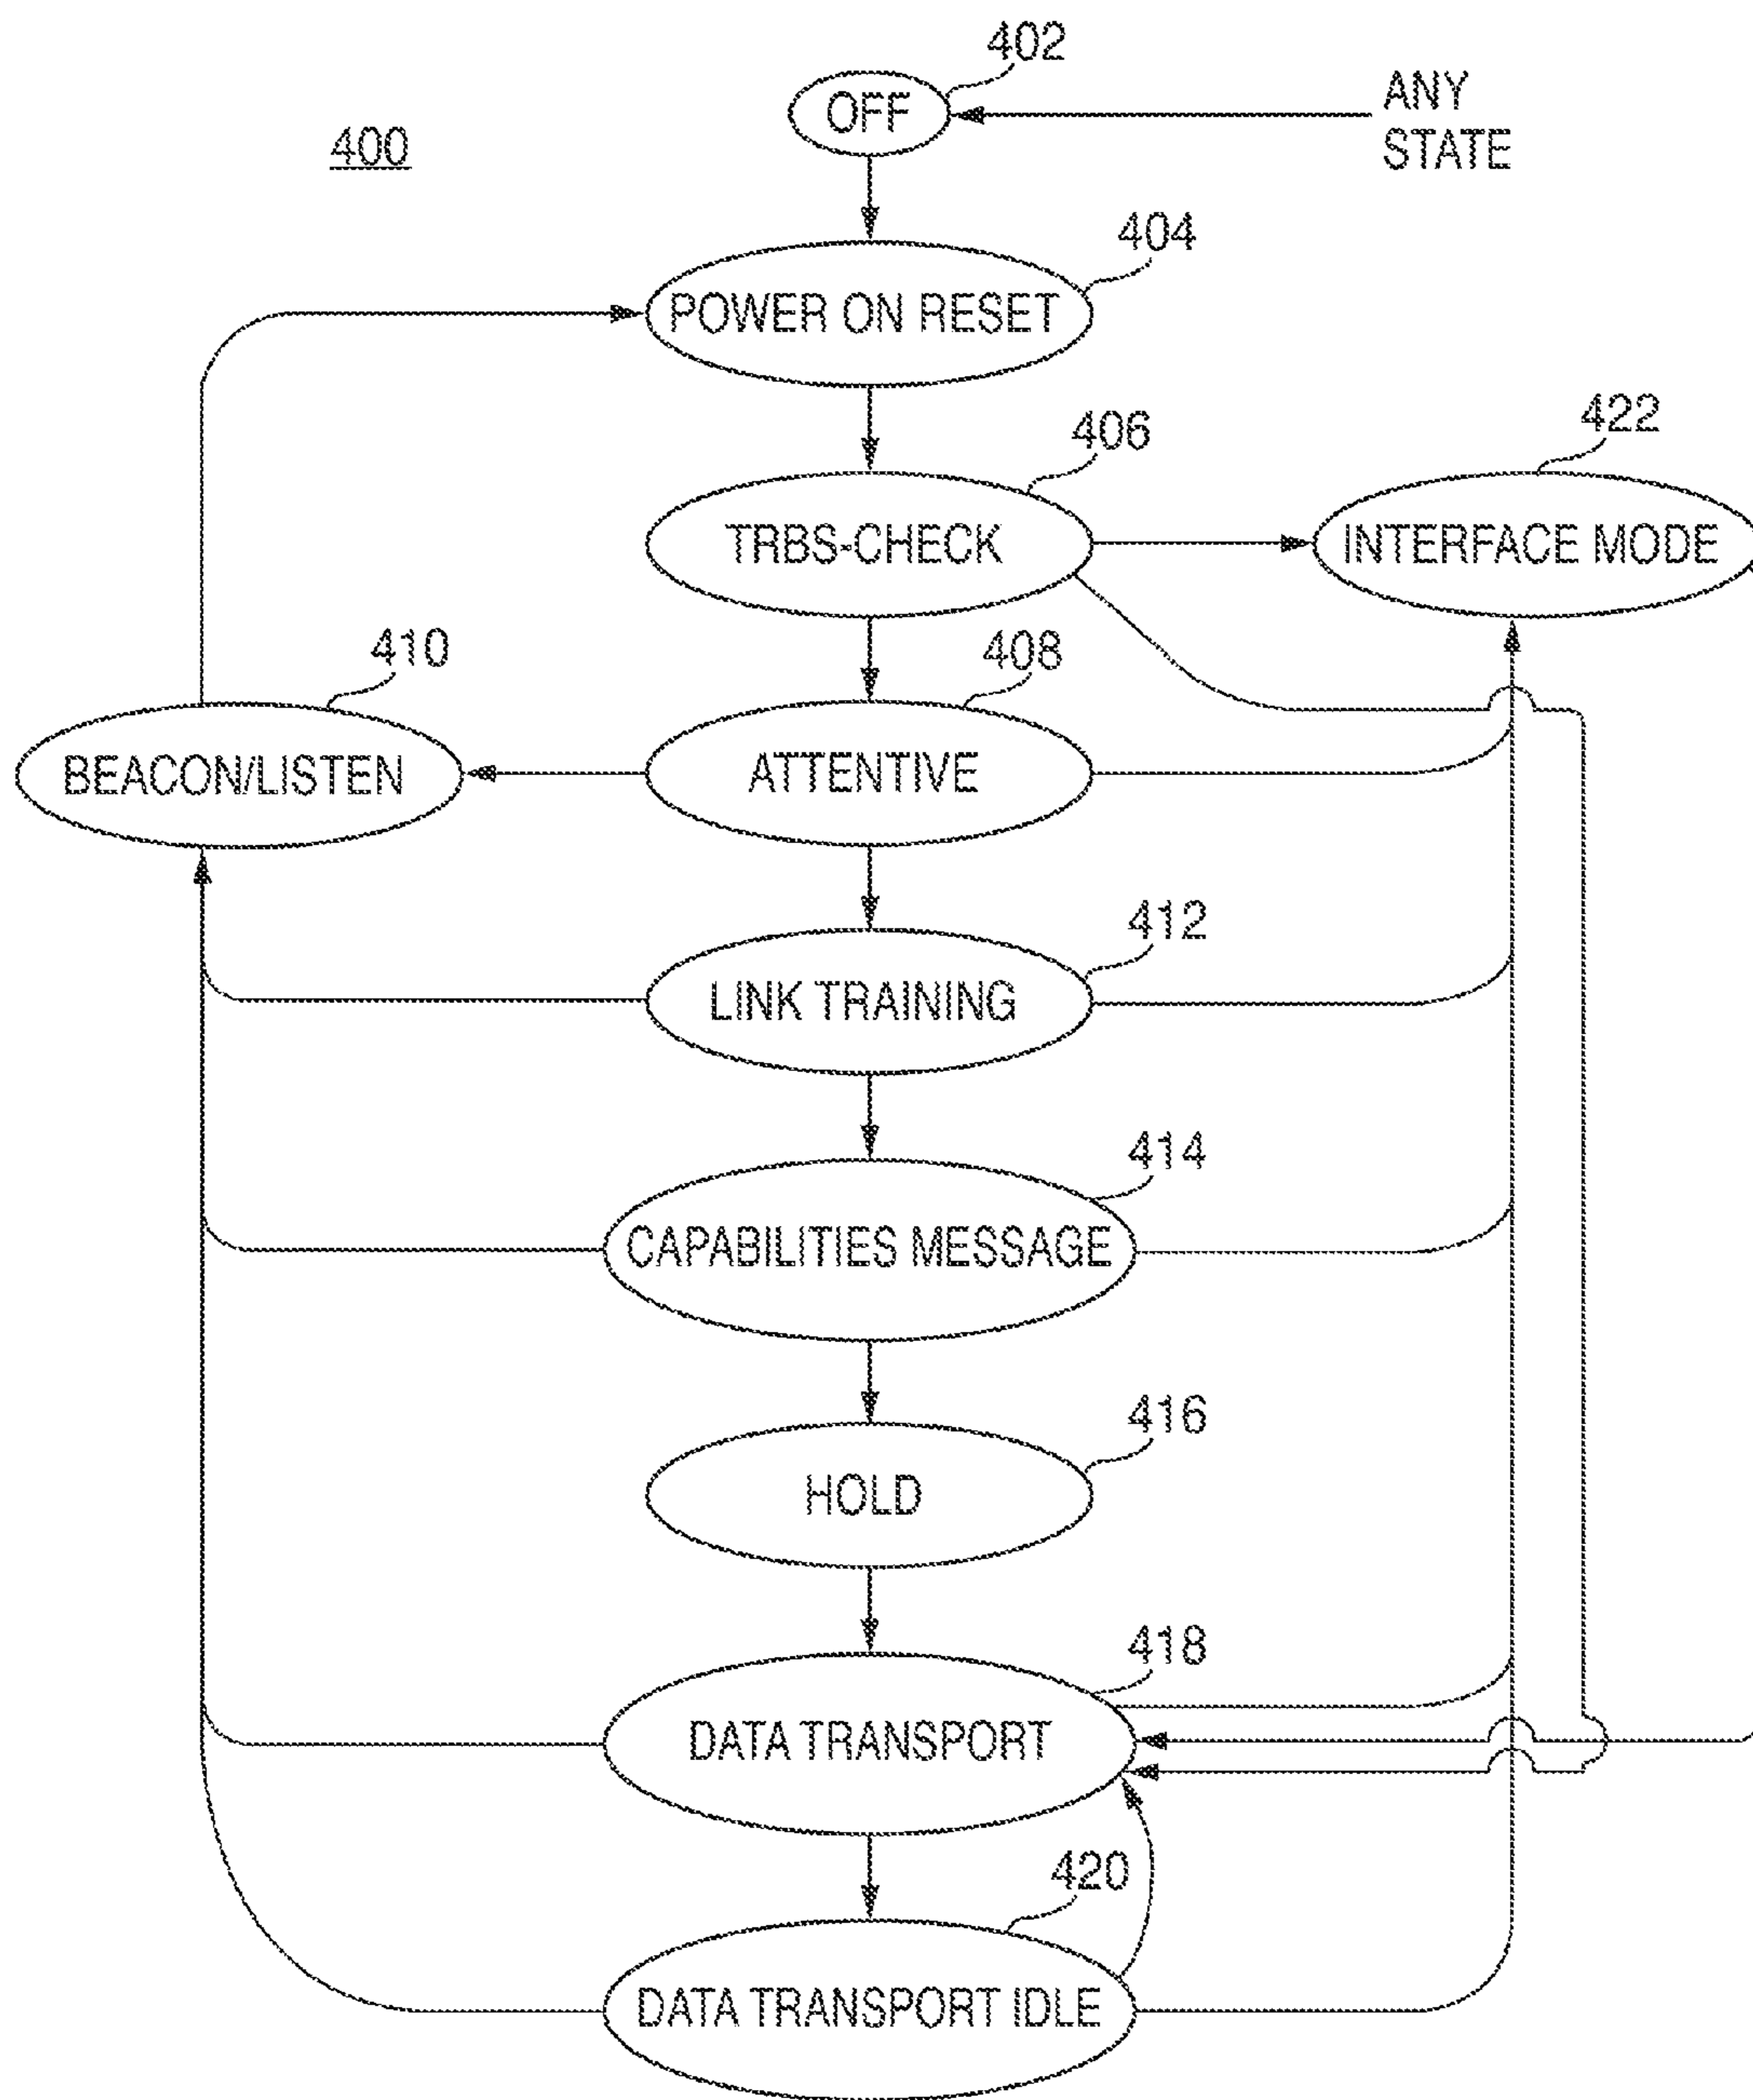 402
OFF
ANY
STATE
400
404
POWER ON RESET
406
422
TRBS-CHECK
INTERFACE MODE
410
408
BEACON/LISTEN
ATTENTIVE
412
LINK TRAINING
414
CAPABILITIES MESSAGE
416
HOLD
418
DATA TRANSPORT
420
DATA TRANSPORT IDLE